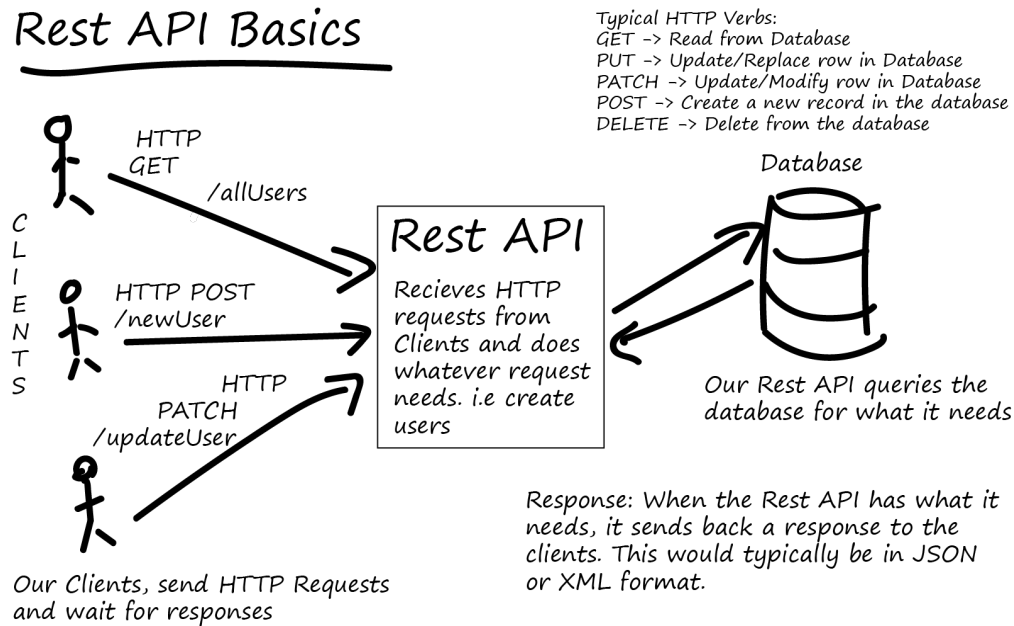 Rest API Basics
Typical HTTP Verbs:
GET -> Read from Database
PUT -> Update/Replace row in Database
PATCH -> Update/Modify row in Database
POST -> Create a new record in the database
DELETE -> Delete from the database
CLIENTS
HTTP
GET
/allUsers
HTTP POST
/newUser
HTTP
PATCH
/updateUser
Rest API
Recieves HTTP
requests from
Clients and does
whatever request
needs. i.e create
users
Database
Our Rest API queries the
database for what it needs
Response: When the Rest API has what it
needs, it sends back a response to the
clients. This would typically be in JSON
or XML format.
Our Clients, send HTTP Requests
and wait for responses